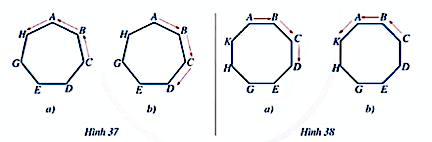 A
H B
G C
E D
a)
A
H B
G C
E D
b)
Hình 37
A B
K C
H D
G E
a)
A B
K C
H D
G E
b)
Hình 38